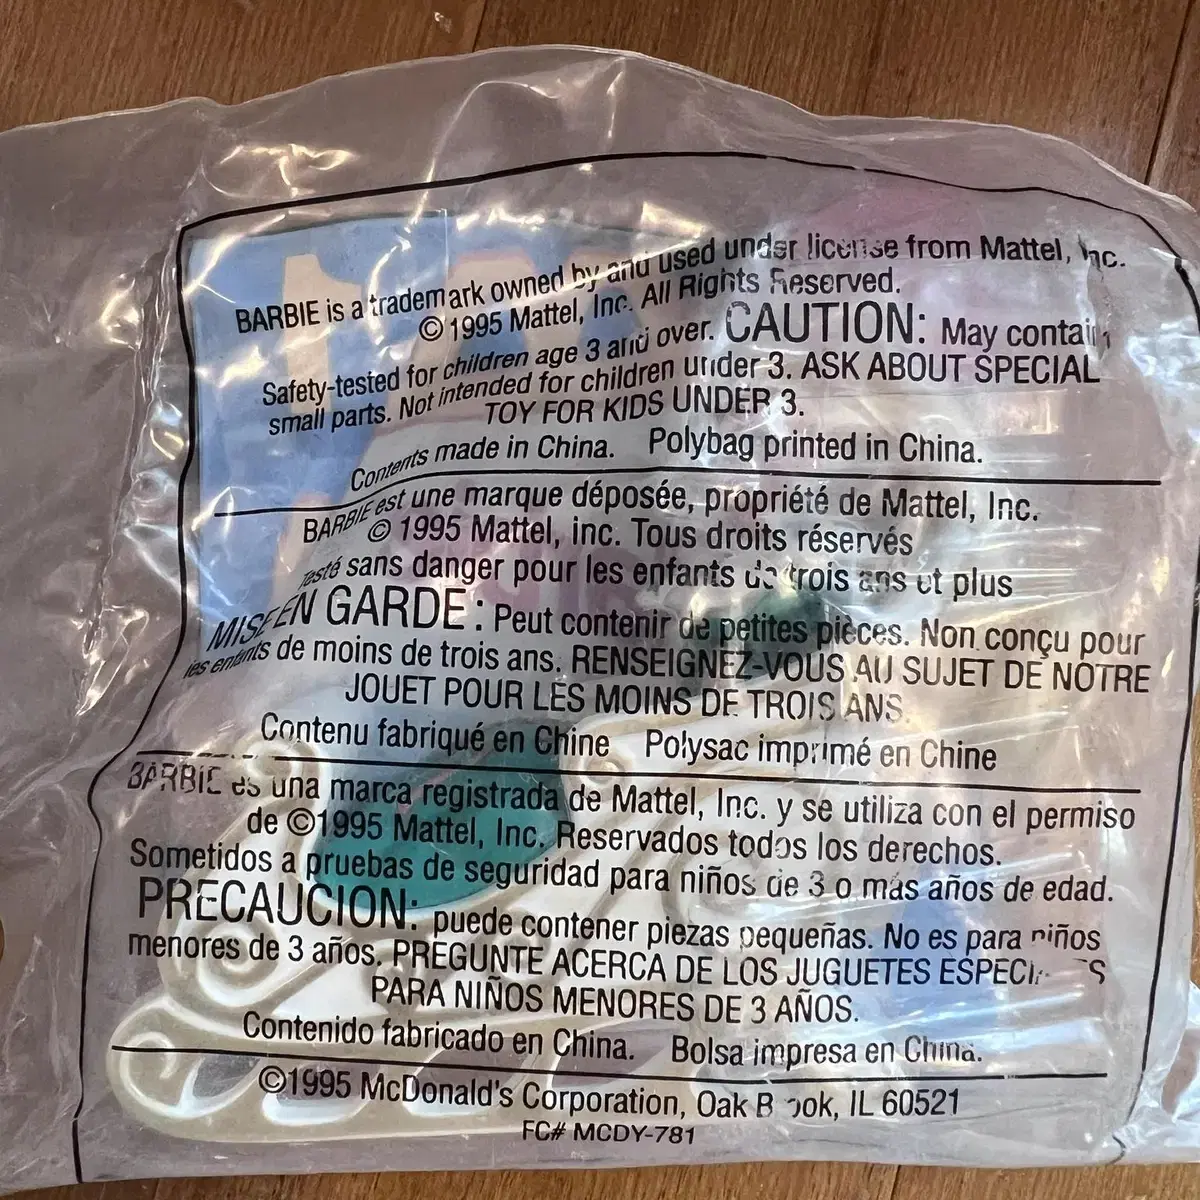 BARBIE is a trademark owned by and used under license from Mattel, Inc.
© 1995 Mattel, Inc. All Rights Reserved.
Safety-tested for children age 3 and over. CAUTION: May contain
small parts. Not intended for children under 3. ASK ABOUT SPECIAL
TOY FOR KIDS UNDER 3.
Contents made in China. Polybag printed in China.
BARBIE est une marque déposée, propriété de Mattel, Inc.
© 1995 Mattel, Inc. Tous droits réservés
Testé sans danger pour les enfants de trois ans et plus
MISE EN GARDE : Peut contenir de petites pièces. Non conçu pour
les enfants de moins de trois ans. RENSEIGNEZ-VOUS AU SUJET DE NOTRE
JOUET POUR LES MOINS DE TROIS ANS.
Contenu fabriqué en Chine Polysac imprimé en Chine
BARBIE es una marca registrada de Mattel, Inc. y se utiliza con el permiso
de ©1995 Mattel, Inc. Reservados todos los derechos.
Sometidos a pruebas de seguridad para niños de 3 o más años de edad.
PRECAUCION: puede contener piezas pequeñas. No es para niños
menores de 3 años. PREGUNTE ACERCA DE LOS JUGUETES ESPECIALES
PARA NIÑOS MENORES DE 3 AÑOS.
Contenido fabricado en China. Bolsa impresa en China.
©1995 McDonald's Corporation, Oak Brook, IL 60521
FC# MCDY-781